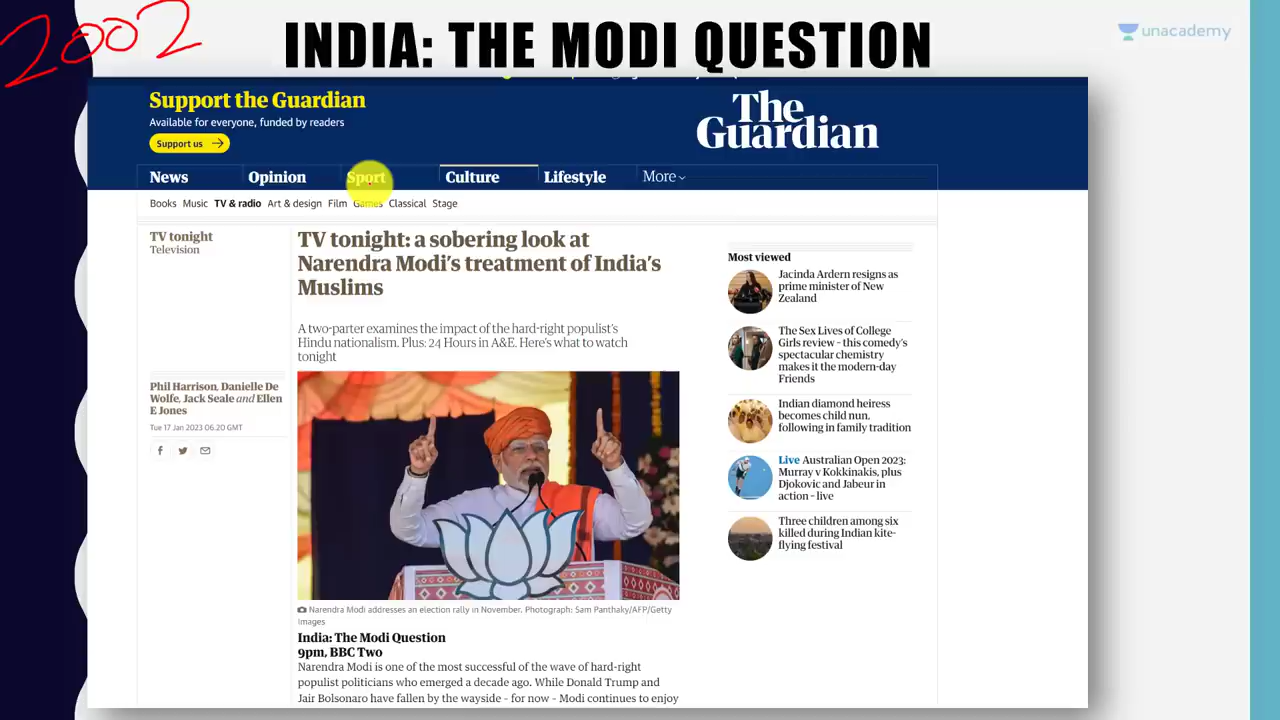 2002
INDIA: THE MODI QUESTION
unacademy
Support the Guardian
Available for everyone, funded by readers
Support us →
The
Guardian
News Opinion Sport Culture Lifestyle More
Books Music TV & radio Art & design Film Games Classical Stage
TV tonight
Television
TV tonight: a sobering look at
Narendra Modi's treatment of India's
Muslims
A two-parter examines the impact of the hard-right populist's
Hindu nationalism. Plus: 24 Hours in A&E. Here's what to watch
tonight
Phil Harrison, Danielle De
Wolfe, Jack Seale and Ellen
E Jones
Tue 17 Jan 2023 06.20 GMT
Narendra Modi addresses an election rally in November. Photograph: Sam Panthaky/AFP/Getty
Images
India: The Modi Question
9pm, BBC Two
Narendra Modi is one of the most successful of the wave of hard-right
populist politicians who emerged a decade ago. While Donald Trump and
Jair Bolsonaro have fallen by the wayside – for now – Modi continues to enjoy
Most viewed
Jacinda Ardern resigns as
prime minister of New
Zealand
The Sex Lives of College
Girls review – this comedy's
spectacular chemistry
makes it the modern-day
Friends
Indian diamond heiress
becomes child nun,
following in family tradition
Live Australian Open 2023:
Murray v Kokkinakis, plus
Djokovic and Jabeur in
action – live
Three children among six
killed during Indian kite-
flying festival